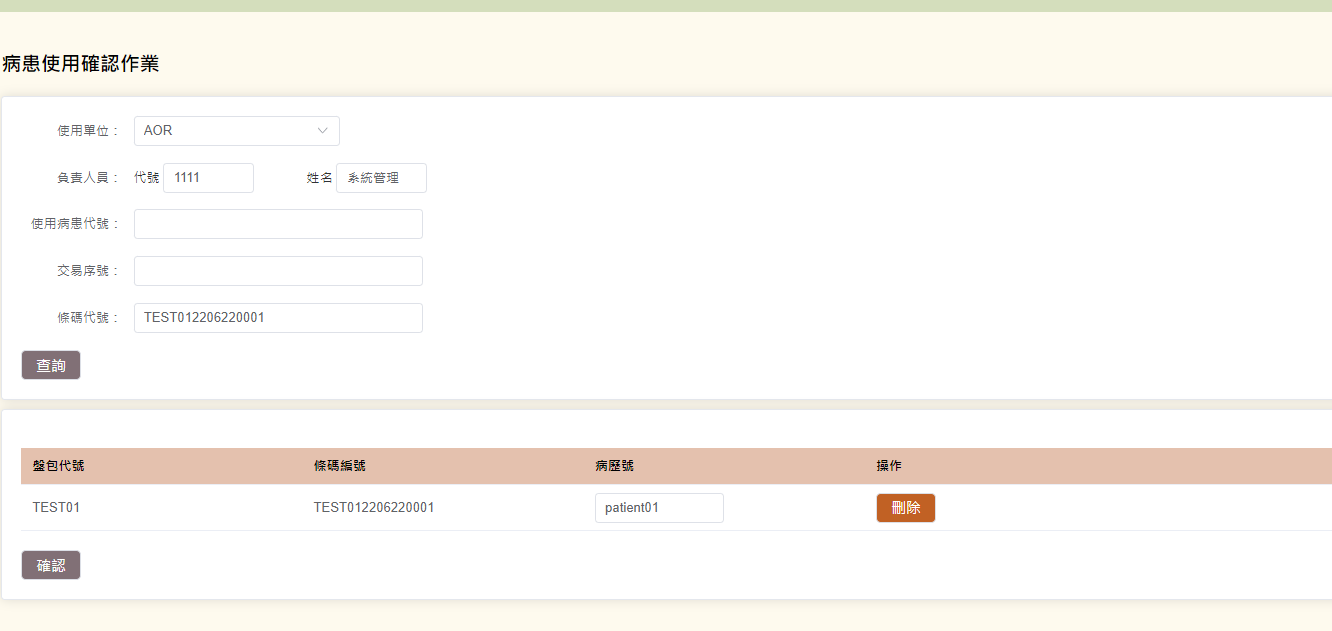 病患使用確認作業
使用單位： AOR
負責人員： 代號 1111 姓名 系統管理
使用病患代號：
交易序號：
條碼代號： TEST012206220001
查詢
盤包代號 條碼編號 病歷號 操作
TEST01 TEST012206220001 patient01 刪除
確認